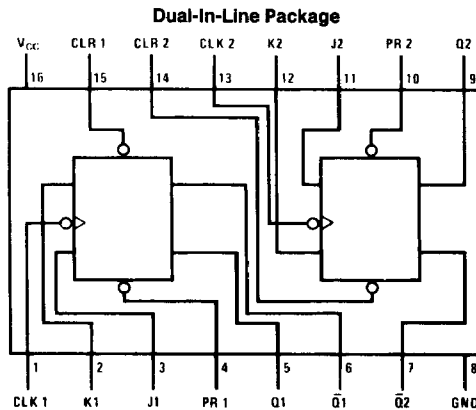 Dual-In-Line Package
V_CC CLR 1 CLR 2 CLK 2 K2 J2 PR 2 Q2
16 15 14 13 12 11 10 9
1 2 3 4 5 6 7 8
CLK 1 K1 J1 PR 1 Q1 Q̄1 Q̄2 GND